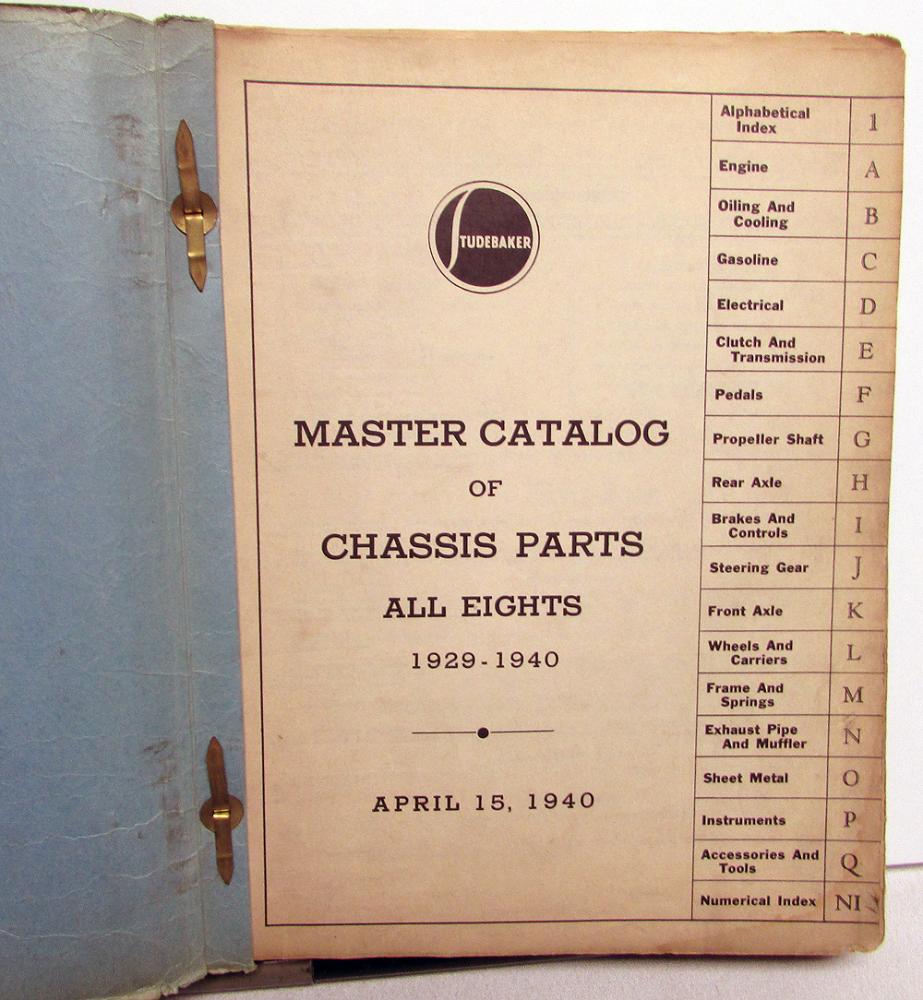 STUDEBAKER
MASTER CATALOG
OF
CHASSIS PARTS
ALL EIGHTS
1929-1940
APRIL 15, 1940
Alphabetical
Index 1
Engine A
Oiling And
Cooling B
Gasoline C
Electrical D
Clutch And
Transmission E
Pedals F
Propeller Shaft G
Rear Axle H
Brakes And
Controls I
Steering Gear J
Front Axle K
Wheels And
Carriers L
Frame And
Springs M
Exhaust Pipe
And Muffler N
Sheet Metal O
Instruments P
Accessories And
Tools Q
Numerical Index NI